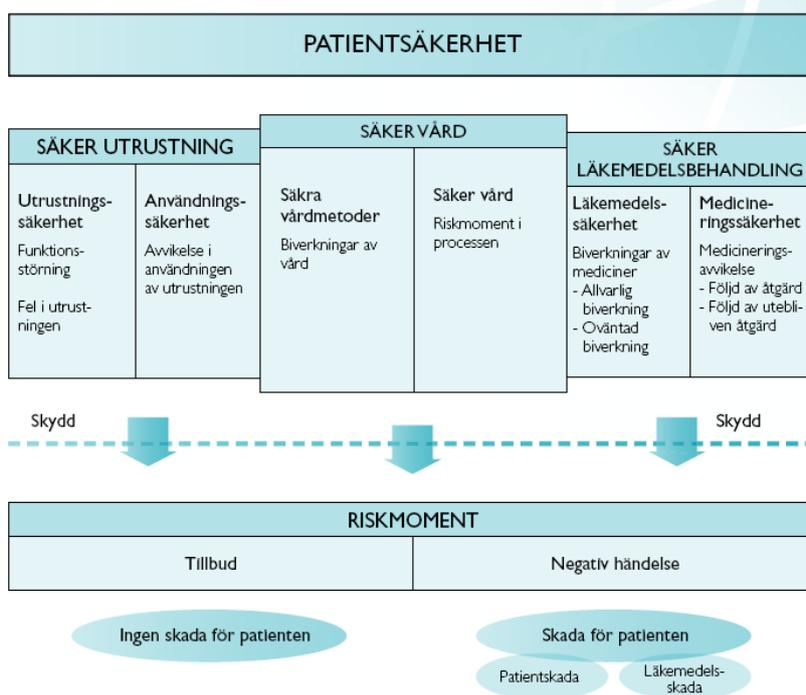 PATIENTSÄKERHET
SÄKER UTRUSTNING
Utrustnings-
säkerhet
Funktions-
störning
Fel i utrust-
ningen
Användnings-
säkerhet
Avvikelse i
användningen
av utrustningen
SÄKER VÅRD
Säkra
vårdmetoder
Biverkningar av
vård
Säker vård
Riskmoment i
processen
SÄKER
LÄKEMEDELSBEHANDLING
Läkemedels-
säkerhet
Biverkningar av
mediciner
- Allvarlig
biverkning
- Oväntad
biverkning
Medicine-
ringssäkerhet
Medicinerings-
avvikelse
- Följd av åtgärd
- Följd av utebli-
ven åtgärd
Skydd
Skydd
RISKMOMENT
Tillbud
Negativ händelse
Ingen skada för patienten
Skada för patienten
Patientskada
Läkemedels-
skada